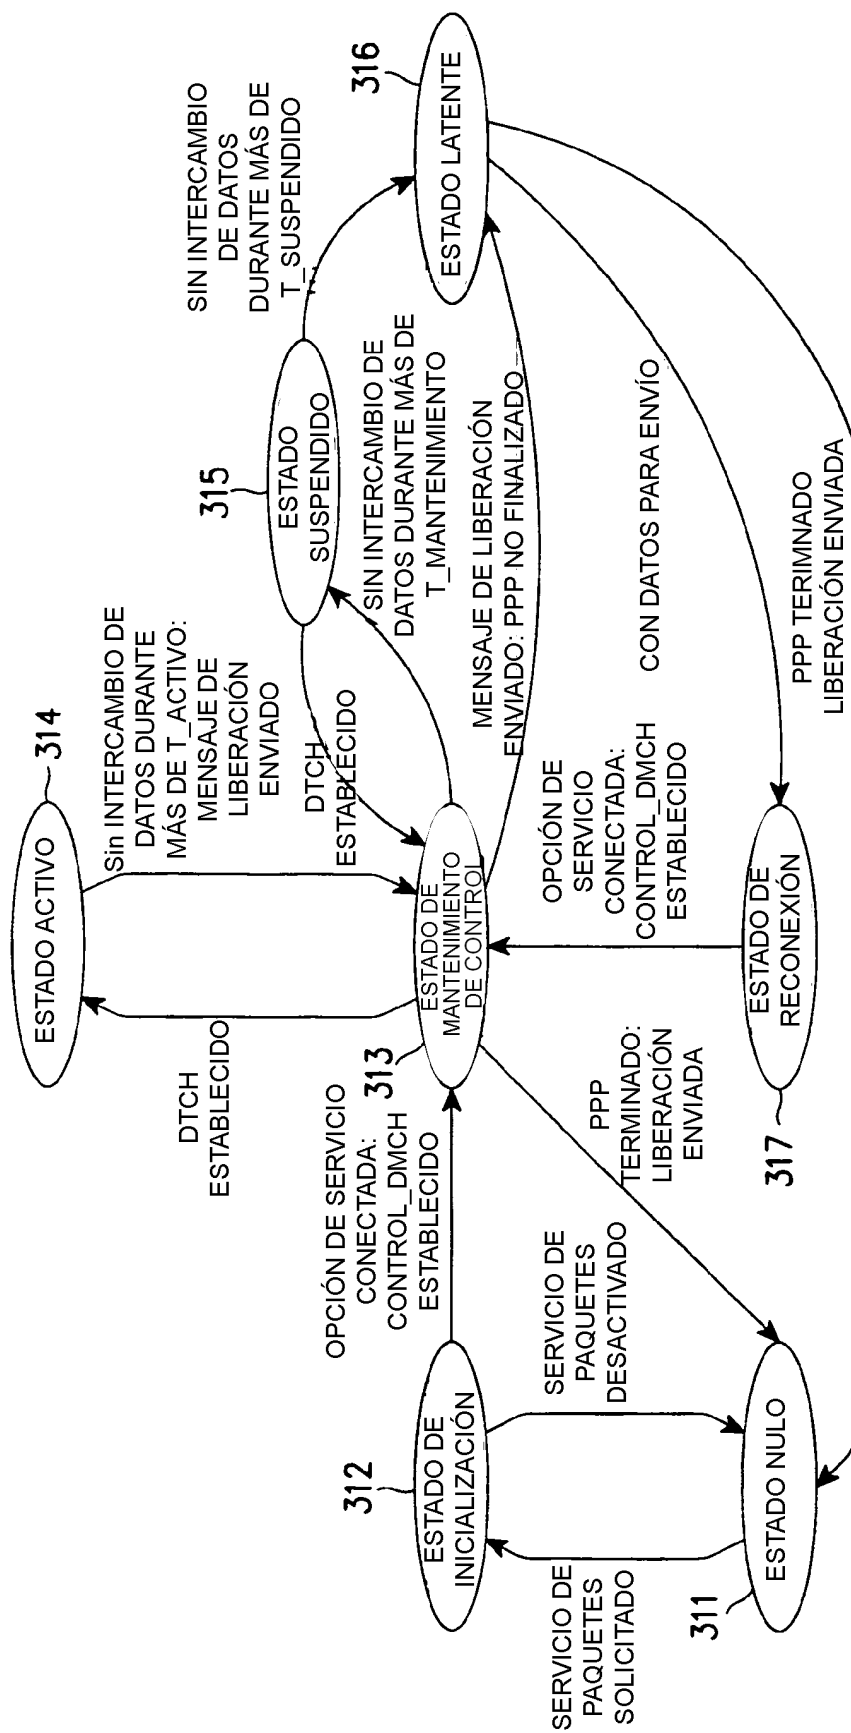 314
ESTADO ACTIVO
DTCH
ESTABLECIDO
Sin INTERCAMBIO DE
DATOS DURANTE
MÁS DE T_ACTIVO:
MENSAJE DE
LIBERACIÓN
ENVIADO
315
ESTADO
SUSPENDIDO
SIN INTERCAMBIO
DE DATOS
DURANTE MÁS DE
T_SUSPENDIDO
DTCH
ESTABLECIDO
SIN INTERCAMBIO DE
DATOS DURANTE MÁS DE
T_MANTENIMIENTO
312
ESTADO DE
INICIALIZACIÓN
OPCIÓN DE SERVICIO
CONECTADA:
CONTROL_DMCH
ESTABLECIDO
313
ESTADO DE
MANTENIMIENTO
DE CONTROL
MENSAJE DE LIBERACIÓN
ENVIADO: PPP NO FINALIZADO
316
ESTADO LATENTE
SERVICIO DE
PAQUETES
SOLICITADO
SERVICIO DE
PAQUETES
DESACTIVADO
PPP
TERMINADO:
LIBERACIÓN
ENVIADA
OPCIÓN DE
SERVICIO
CONECTADA:
CONTROL_DMCH
ESTABLECIDO
CON DATOS PARA ENVÍO
311
ESTADO NULO
317
ESTADO DE
RECONEXIÓN
PPP TERIMNADO
LIBERACIÓN ENVIADA